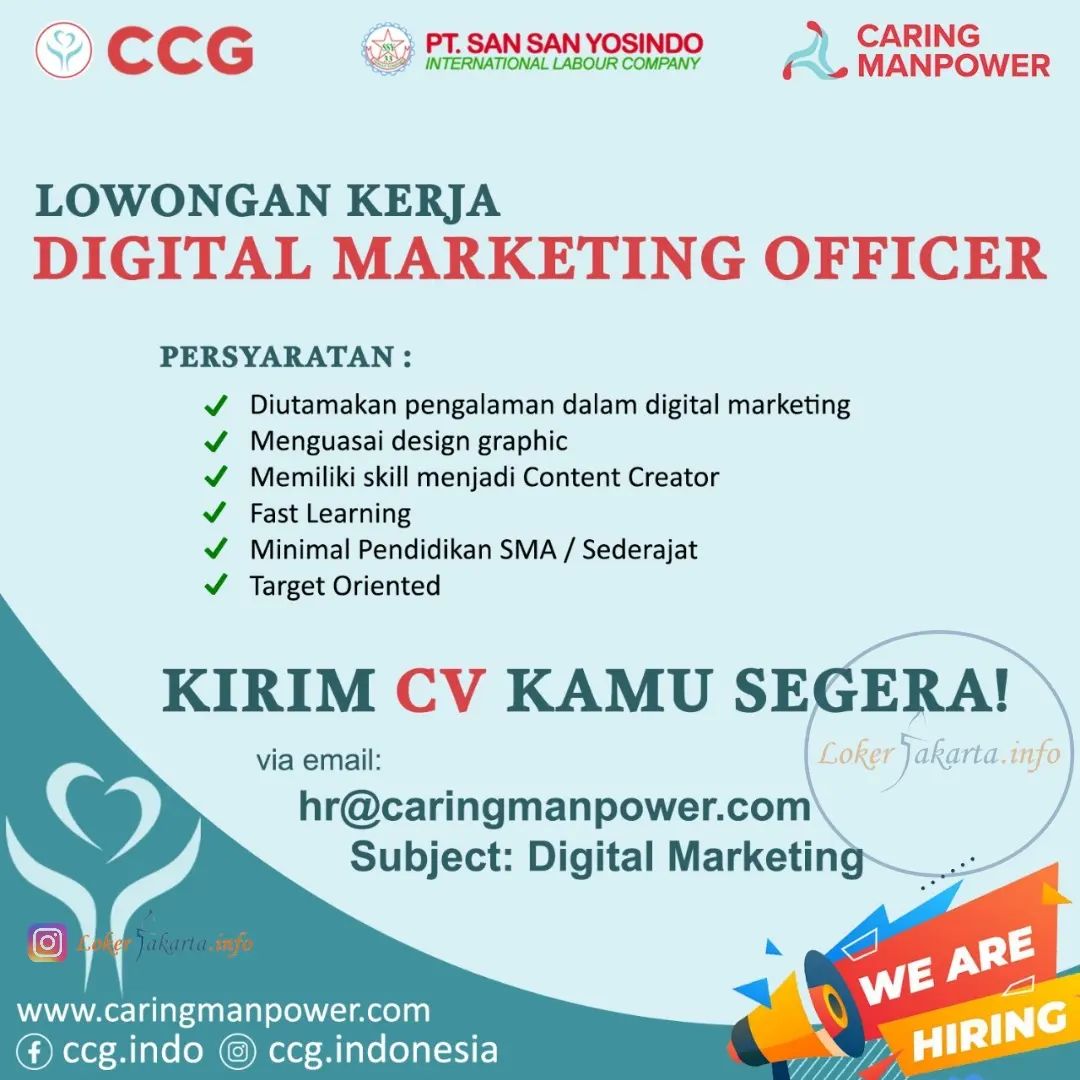 CCG
PT. SAN SAN YOSINDO
INTERNATIONAL LABOUR COMPANY
CARING
MANPOWER
LOWONGAN KERJA
DIGITAL MARKETING OFFICER
PERSYARATAN :
Diutamakan pengalaman dalam digital marketing
Menguasai design graphic
Memiliki skill menjadi Content Creator
Fast Learning
Minimal Pendidikan SMA / Sederajat
Target Oriented
KIRIM CV KAMU SEGERA!
LokerJakarta.info
via email:
hr@caringmanpower.com
Subject: Digital Marketing
LokerJakarta.info
WE ARE
HIRING
www.caringmanpower.com
ccg.indo ccg.indonesia